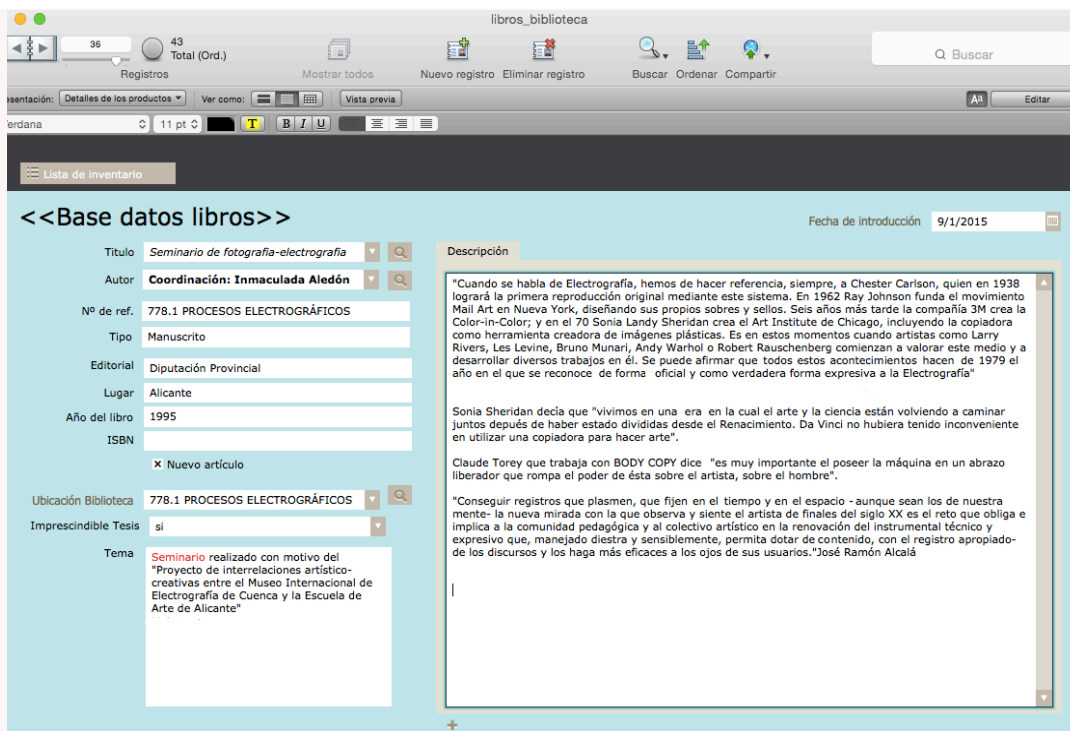 libros_biblioteca
36
43
Total (Ord.)
Registros
Mostrar todos
Nuevo registro
Eliminar registro
Buscar
Ordenar
Compartir
Buscar
esentación:
Detalles de los productos
Ver como:
Vista previa
Aa
Editar
erdana
11 pt
T
B I U
Lista de inventario
<<Base datos libros>>
Fecha de introducción 9/1/2015
Titulo Seminario de fotografia-electrografia
Autor Coordinación: Inmaculada Aledón
Nº de ref. 778.1 PROCESOS ELECTROGRÁFICOS
Tipo Manuscrito
Editorial Diputación Provincial
Lugar Alicante
Año del libro 1995
ISBN
x Nuevo artículo
Ubicación Biblioteca 778.1 PROCESOS ELECTROGRÁFICOS
Imprescindible Tesis si
Tema Seminario realizado con motivo del
"Proyecto de interrelaciones artístico-
creativas entre el Museo Internacional de
Electrografía de Cuenca y la Escuela de
Arte de Alicante"
Descripción
"Cuando se habla de Electrografía, hemos de hacer referencia, siempre, a Chester Carlson, quien en 1938
logrará la primera reproducción original mediante este sistema. En 1962 Ray Johnson funda el movimiento
Mail Art en Nueva York, diseñando sus propios sobres y sellos. Seis años más tarde la compañía 3M crea la
Color-in-Color; y en el 70 Sonia Landy Sheridan crea el Art Institute de Chicago, incluyendo la copiadora
como herramienta creadora de imágenes plásticas. Es en estos momentos cuando artistas como Larry
Rivers, Les Levine, Bruno Munari, Andy Warhol o Robert Rauschenberg comienzan a valorar este medio y a
desarrollar diversos trabajos en él. Se puede afirmar que todos estos acontecimientos hacen de 1979 el
año en el que se reconoce de forma oficial y como verdadera forma expresiva a la Electrografía"
Sonia Sheridan decía que "vivimos en una era en la cual el arte y la ciencia están volviendo a caminar
juntos depués de haber estado divididas desde el Renacimiento. Da Vinci no hubiera tenido inconveniente
en utilizar una copiadora para hacer arte".
Claude Torey que trabaja con BODY COPY dice "es muy importante el poseer la máquina en un abrazo
liberador que rompa el poder de ésta sobre el artista, sobre el hombre".
"Conseguir registros que plasmen, que fijen en el tiempo y en el espacio -aunque sean los de nuestra
mente- la nueva mirada con la que observa y siente el artista de finales del siglo XX es el reto que obliga e
implica a la comunidad pedagógica y al colectivo artístico en la renovación del instrumental técnico y
expresivo que, manejado diestra y sensiblemente, permita dotar de contenido, con el registro apropiado-
de los discursos y los haga más eficaces a los ojos de sus usuarios."José Ramón Alcalá